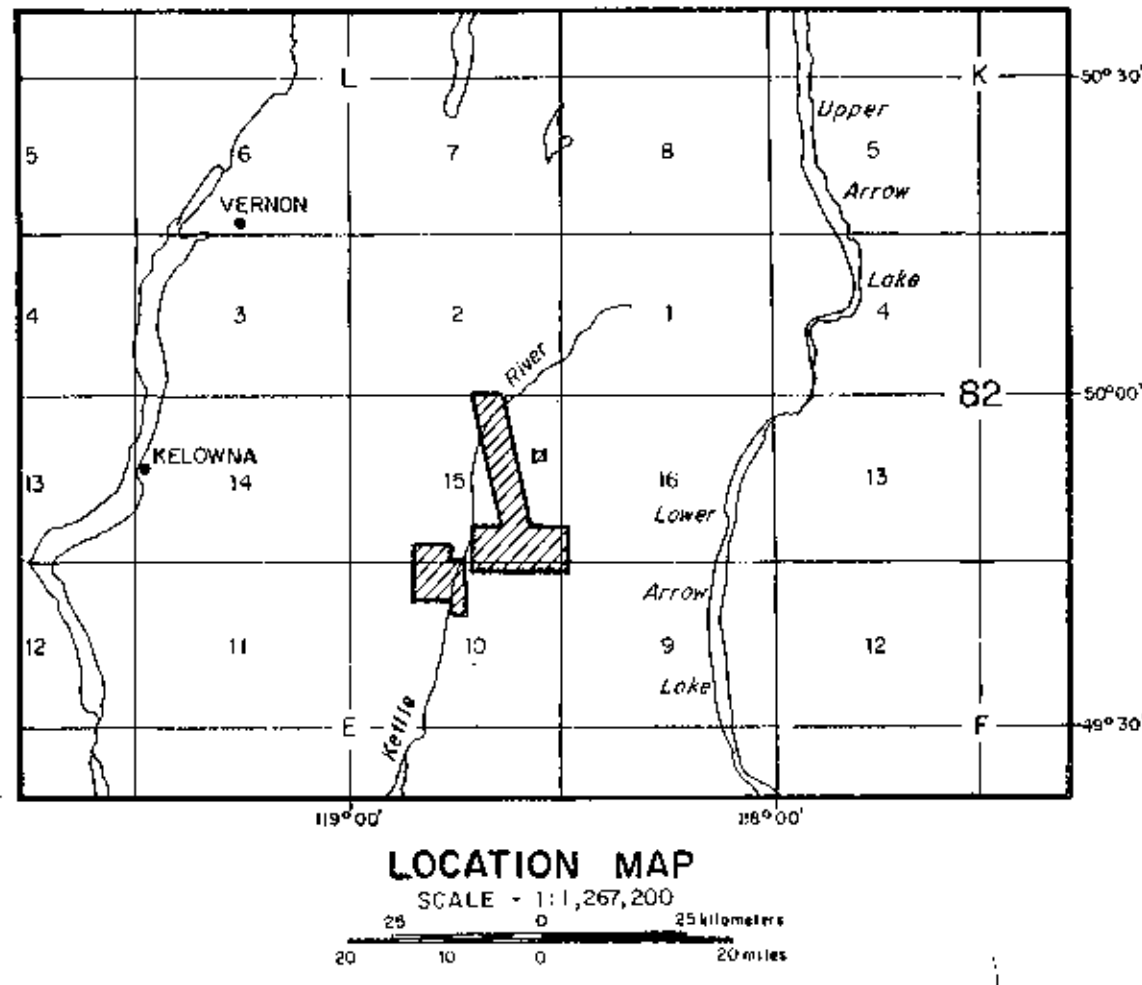 L
K
50° 30'
Upper
5
6
7
8
5
Arrow
VERNON
Lake
4
3
2
1
4
River
82
50°00'
KELOWNA
13
14
15
16
13
Lower
Arrow
12
11
10
9
12
Lake
Kettle
E
F
49° 30'
119°00'
118°00'
LOCATION MAP
SCALE - 1:1,267,200
25 0 25 kilometers
20 10 0 20 miles